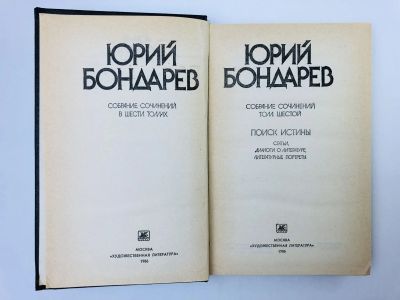 ЮРИЙ
БОНДАРЕВ
СОБРАНИЕ СОЧИНЕНИЙ
В ШЕСТИ ТОМАХ
МОСКВА
«ХУДОЖЕСТВЕННАЯ ЛИТЕРАТУРА»
1986
ЮРИЙ
БОНДАРЕВ
СОБРАНИЕ СОЧИНЕНИЙ
ТОМ ШЕСТОЙ
ПОИСК ИСТИНЫ
СТАТЬИ,
ДИАЛОГИ О ЛИТЕРАТУРЕ,
ЛИТЕРАТУРНЫЕ ПОРТРЕТЫ
МОСКВА
«ХУДОЖЕСТВЕННАЯ ЛИТЕРАТУРА»
1986